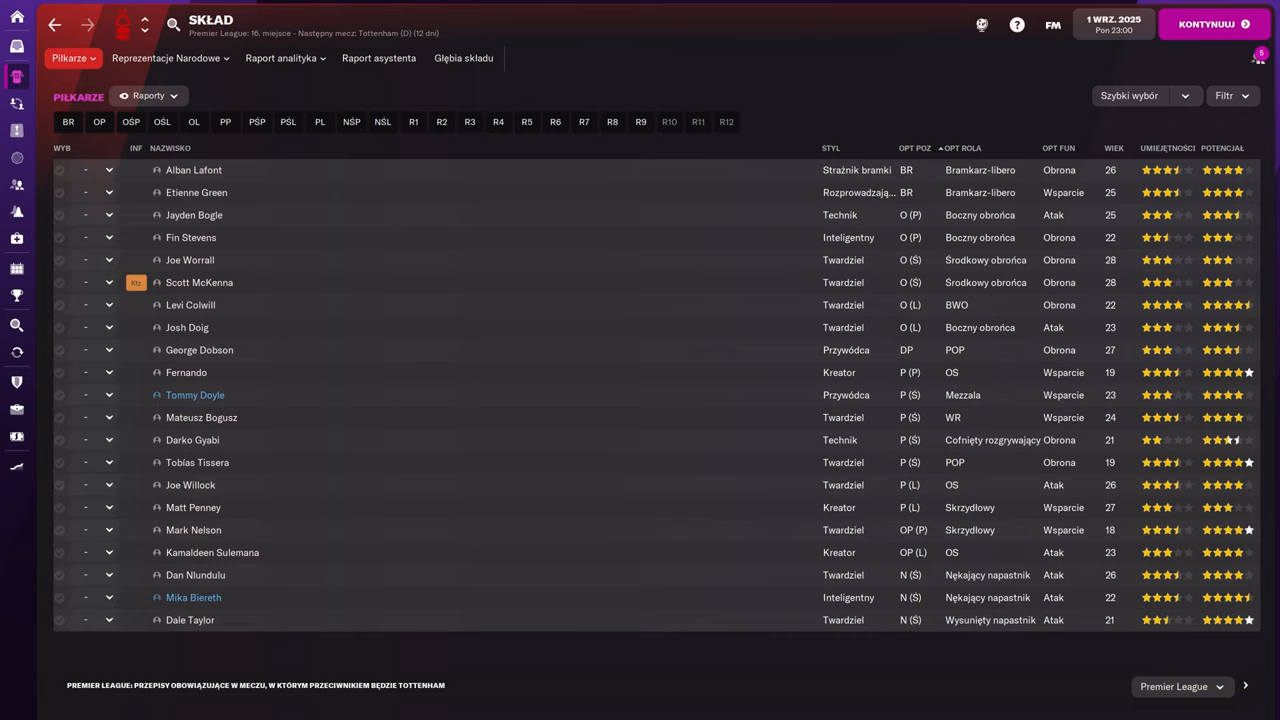 SKŁAD
Premier League: 16. miejsce - Następny mecz: Tottenham (D) (12 dni)
FM
1 WRZ. 2025
Pon 23:00
KONTYNUUJ
Piłkarze
Reprezentacje Narodowe
Raport analityka
Raport asystenta
Głębia składu
5
PIŁKARZE
Raporty
Szybki wybór
Filtr
BR OP OŚP OŚL OL PP PŚP PŚL PL NŚP NŚL R1 R2 R3 R4 R5 R6 R7 R8 R9 R10 R11 R12
WYB INF NAZWISKO STYL OPT POZ OPT ROLA OPT FUN WIEK UMIEJĘTNOŚCI POTENCJAŁ
- Alban Lafont Strażnik bramki BR Bramkarz-libero Obrona 26
- Etienne Green Rozprowadzają... BR Bramkarz-libero Wsparcie 25
- Jayden Bogle Technik O (P) Boczny obrońca Atak 25
- Fin Stevens Inteligentny O (P) Boczny obrońca Obrona 22
- Joe Worrall Twardziel O (Ś) Środkowy obrońca Obrona 28
- Ktz Scott McKenna Twardziel O (Ś) Środkowy obrońca Obrona 28
- Levi Colwill Twardziel O (L) BWO Obrona 22
- Josh Doig Twardziel O (L) Boczny obrońca Atak 23
- George Dobson Przywódca DP POP Obrona 27
- Fernando Kreator P (P) OS Wsparcie 19
- Tommy Doyle Przywódca P (Ś) Mezzala Wsparcie 23
- Mateusz Bogusz Twardziel P (Ś) WR Wsparcie 24
- Darko Gyabi Technik P (Ś) Cofnięty rozgrywający Obrona 21
- Tobías Tissera Twardziel P (Ś) POP Obrona 19
- Joe Willock Twardziel P (L) OS Atak 26
- Matt Penney Kreator P (L) Skrzydłowy Wsparcie 27
- Mark Nelson Twardziel OP (P) Skrzydłowy Wsparcie 18
- Kamaldeen Sulemana Kreator OP (L) OS Atak 23
- Dan Nlundulu Twardziel N (Ś) Nękający napastnik Atak 26
- Mika Biereth Inteligentny N (Ś) Nękający napastnik Atak 22
- Dale Taylor Twardziel N (Ś) Wysunięty napastnik Atak 21
PREMIER LEAGUE: PRZEPISY OBOWIĄZUJĄCE W MECZU, W KTÓRYM PRZECIWNIKIEM BĘDZIE TOTTENHAM
Premier League